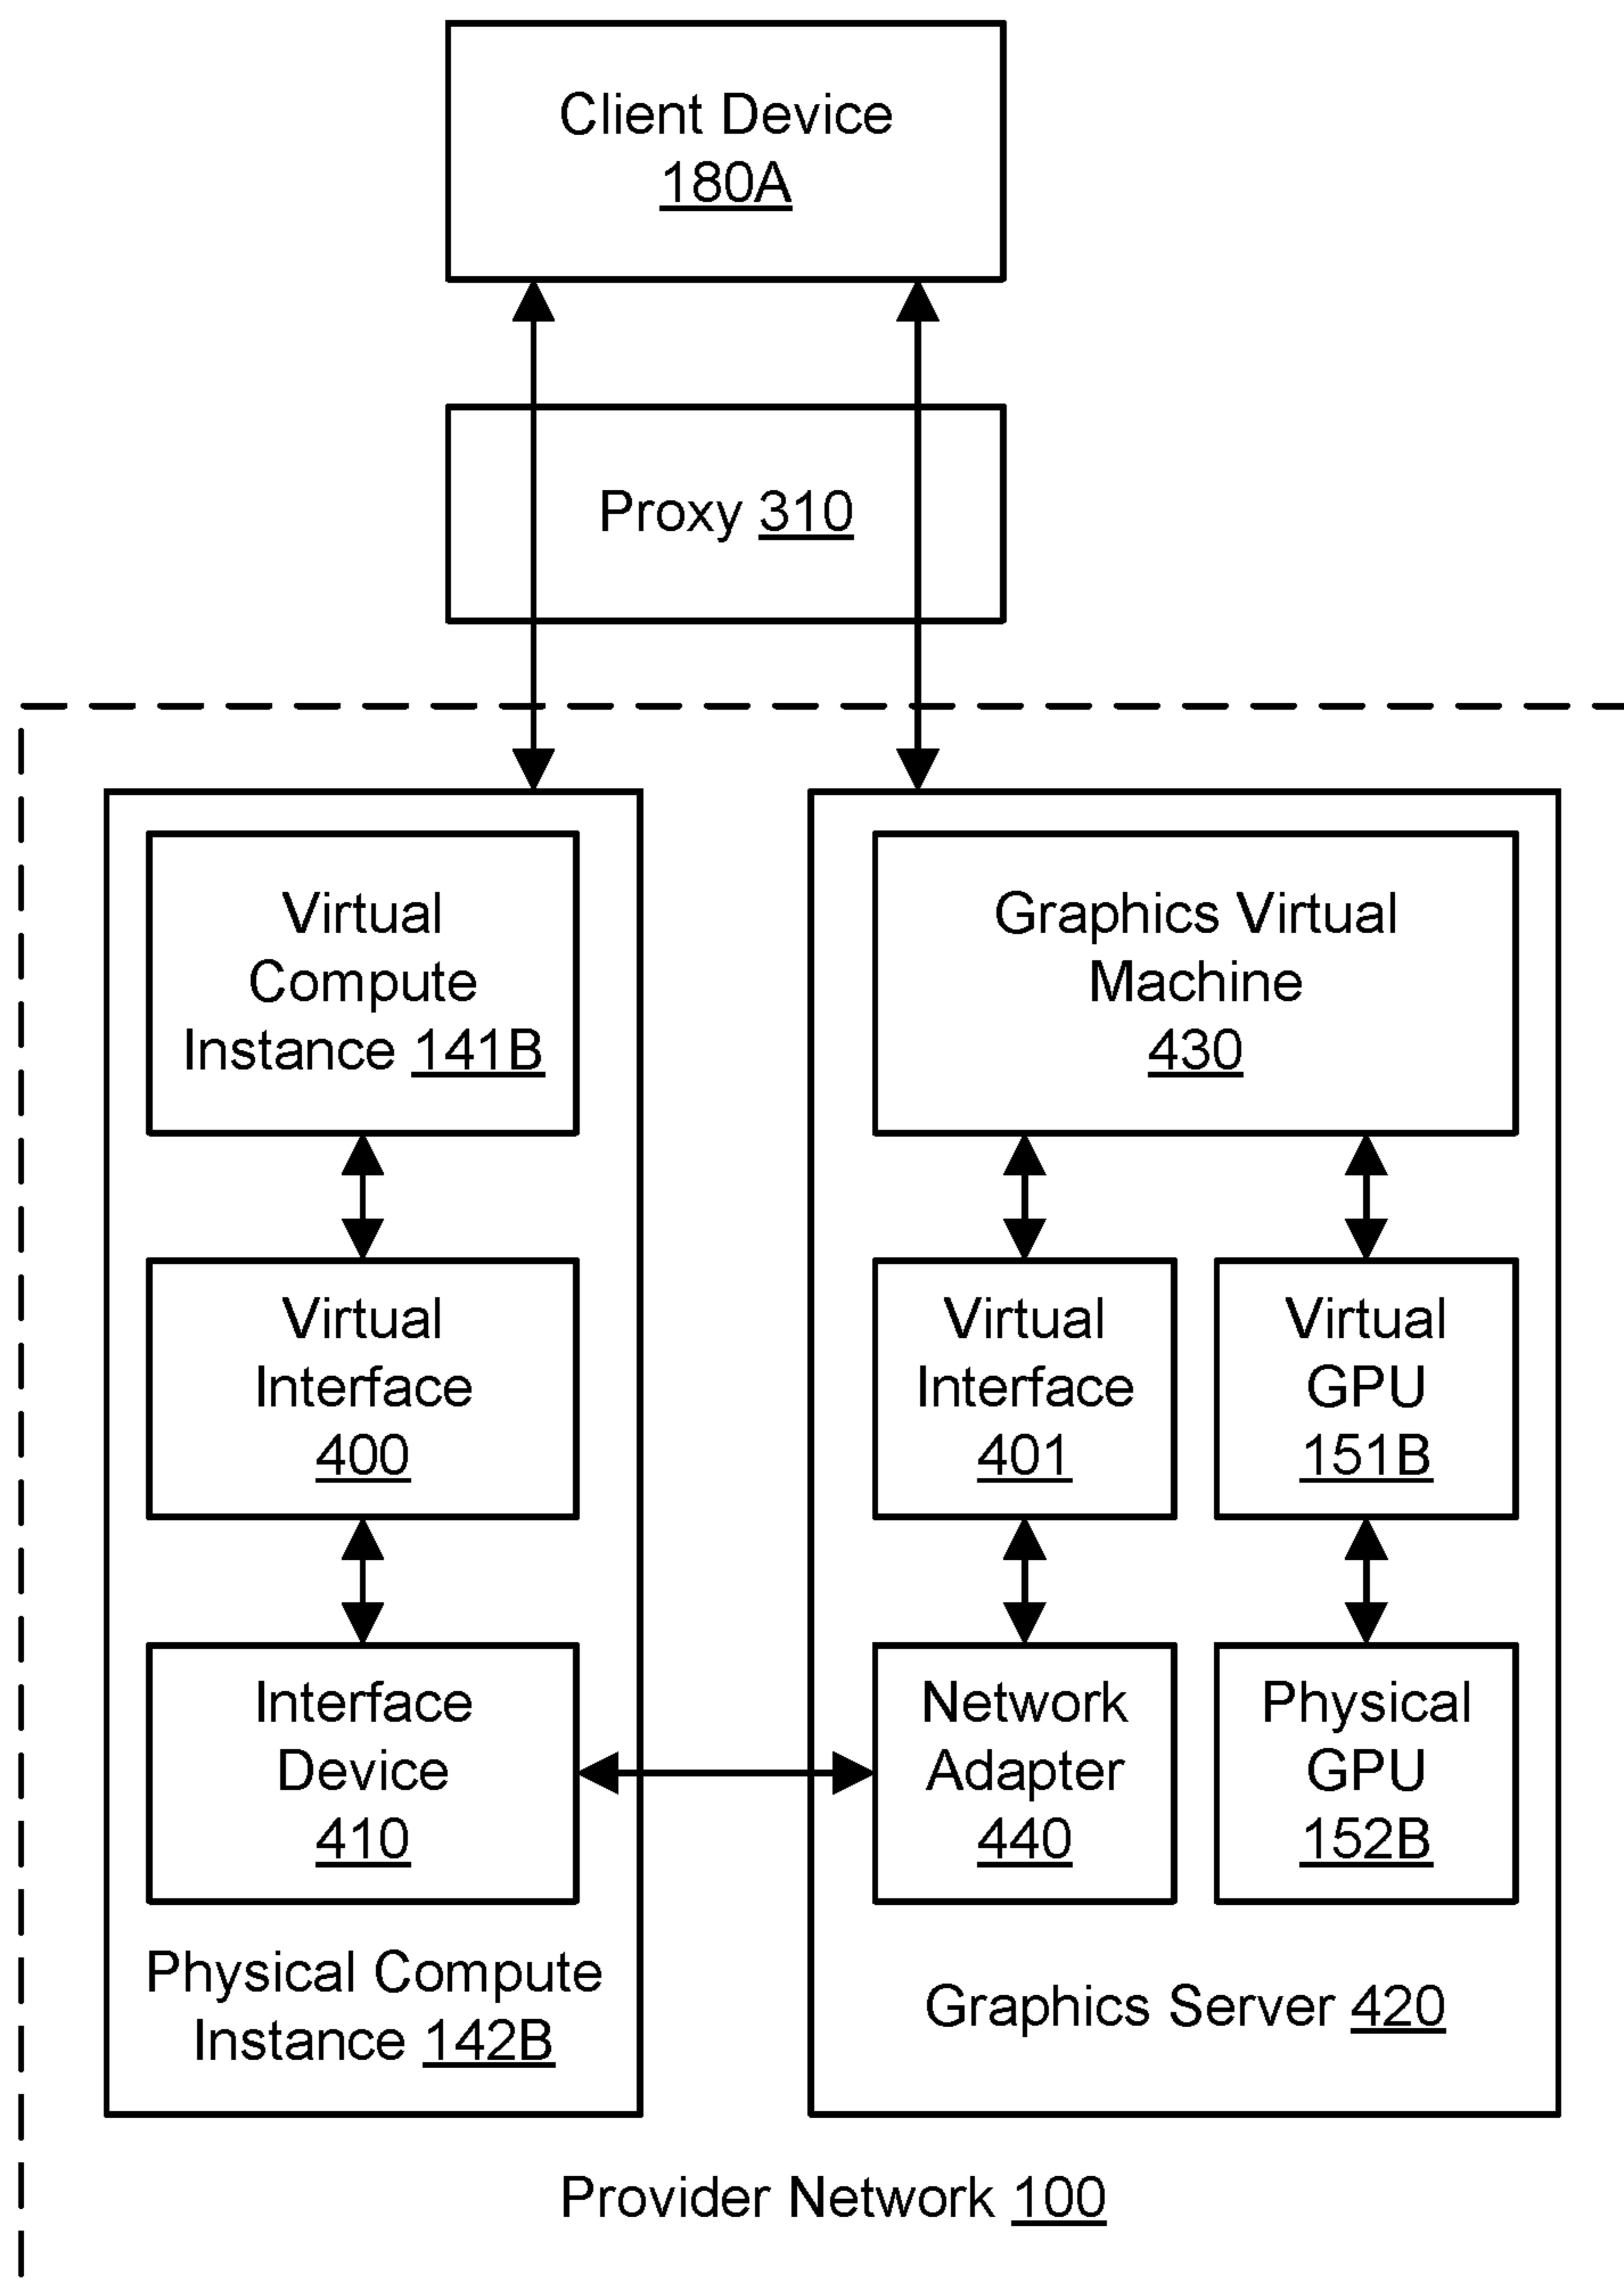 Client Device
180A
Proxy 310
Virtual
Compute
Instance 141B
Graphics Virtual
Machine
430
Virtual
Interface
400
Virtual
Interface
401
Virtual
GPU
151B
Interface
Device
410
Network
Adapter
440
Physical
GPU
152B
Physical Compute
Instance 142B
Graphics Server 420
Provider Network 100